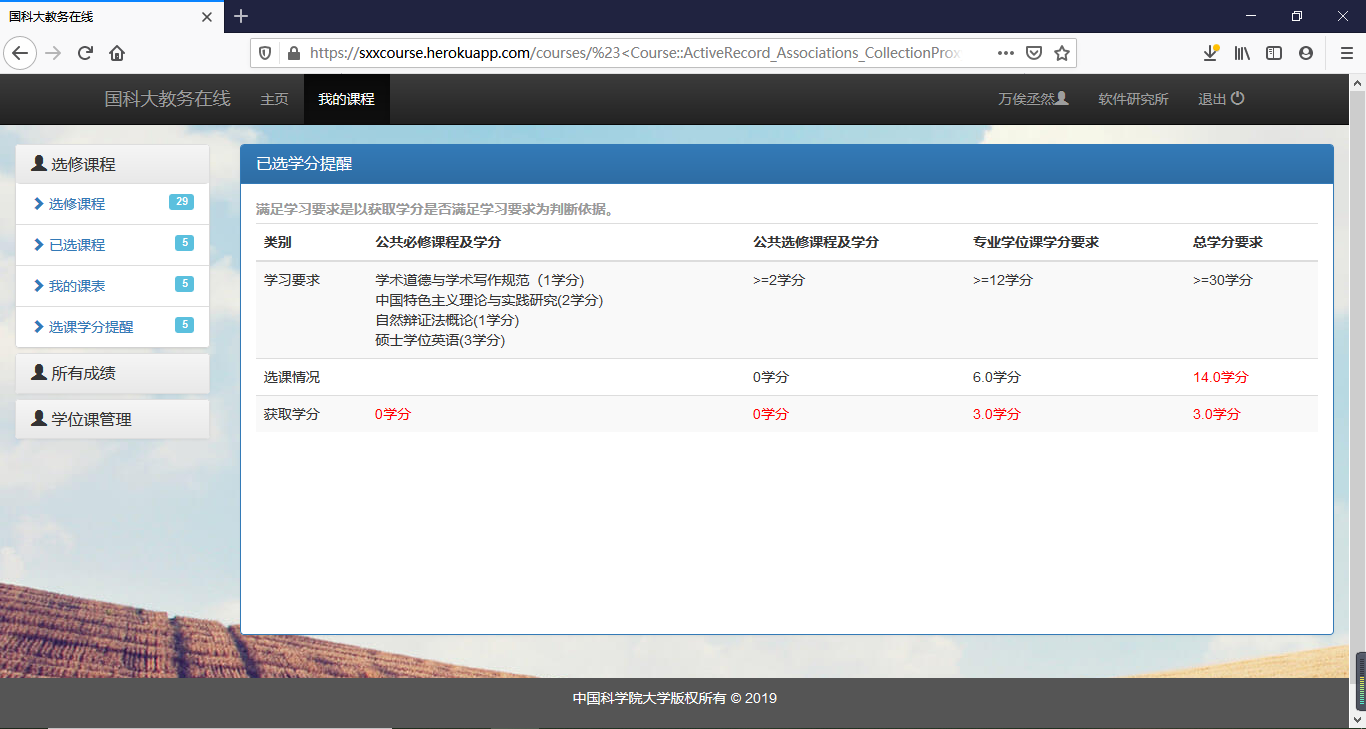 国科大教务在线
https://sxxcourse.herokuapp.com/courses/%23<Course::ActiveRecord_Associations_CollectionProx
国科大教务在线 主页 我的课程 万俟丞然 软件研究所 退出
选修课程
选修课程 29
已选课程 5
我的课表 5
选课学分提醒 5
所有成绩
学位课管理
已选学分提醒
满足学习要求是以获取学分是否满足学习要求为判断依据。
类别 公共必修课程及学分 公共选修课程及学分 专业学位课学分要求 总学分要求
学习要求 学术道德与学术写作规范（1学分) >=2学分 >=12学分 >=30学分
中国特色主义理论与实践研究(2学分)
自然辩证法概论(1学分)
硕士学位英语(3学分)
选课情况 0学分 6.0学分 14.0学分
获取学分 0学分 0学分 3.0学分 3.0学分
中国科学院大学版权所有 © 2019